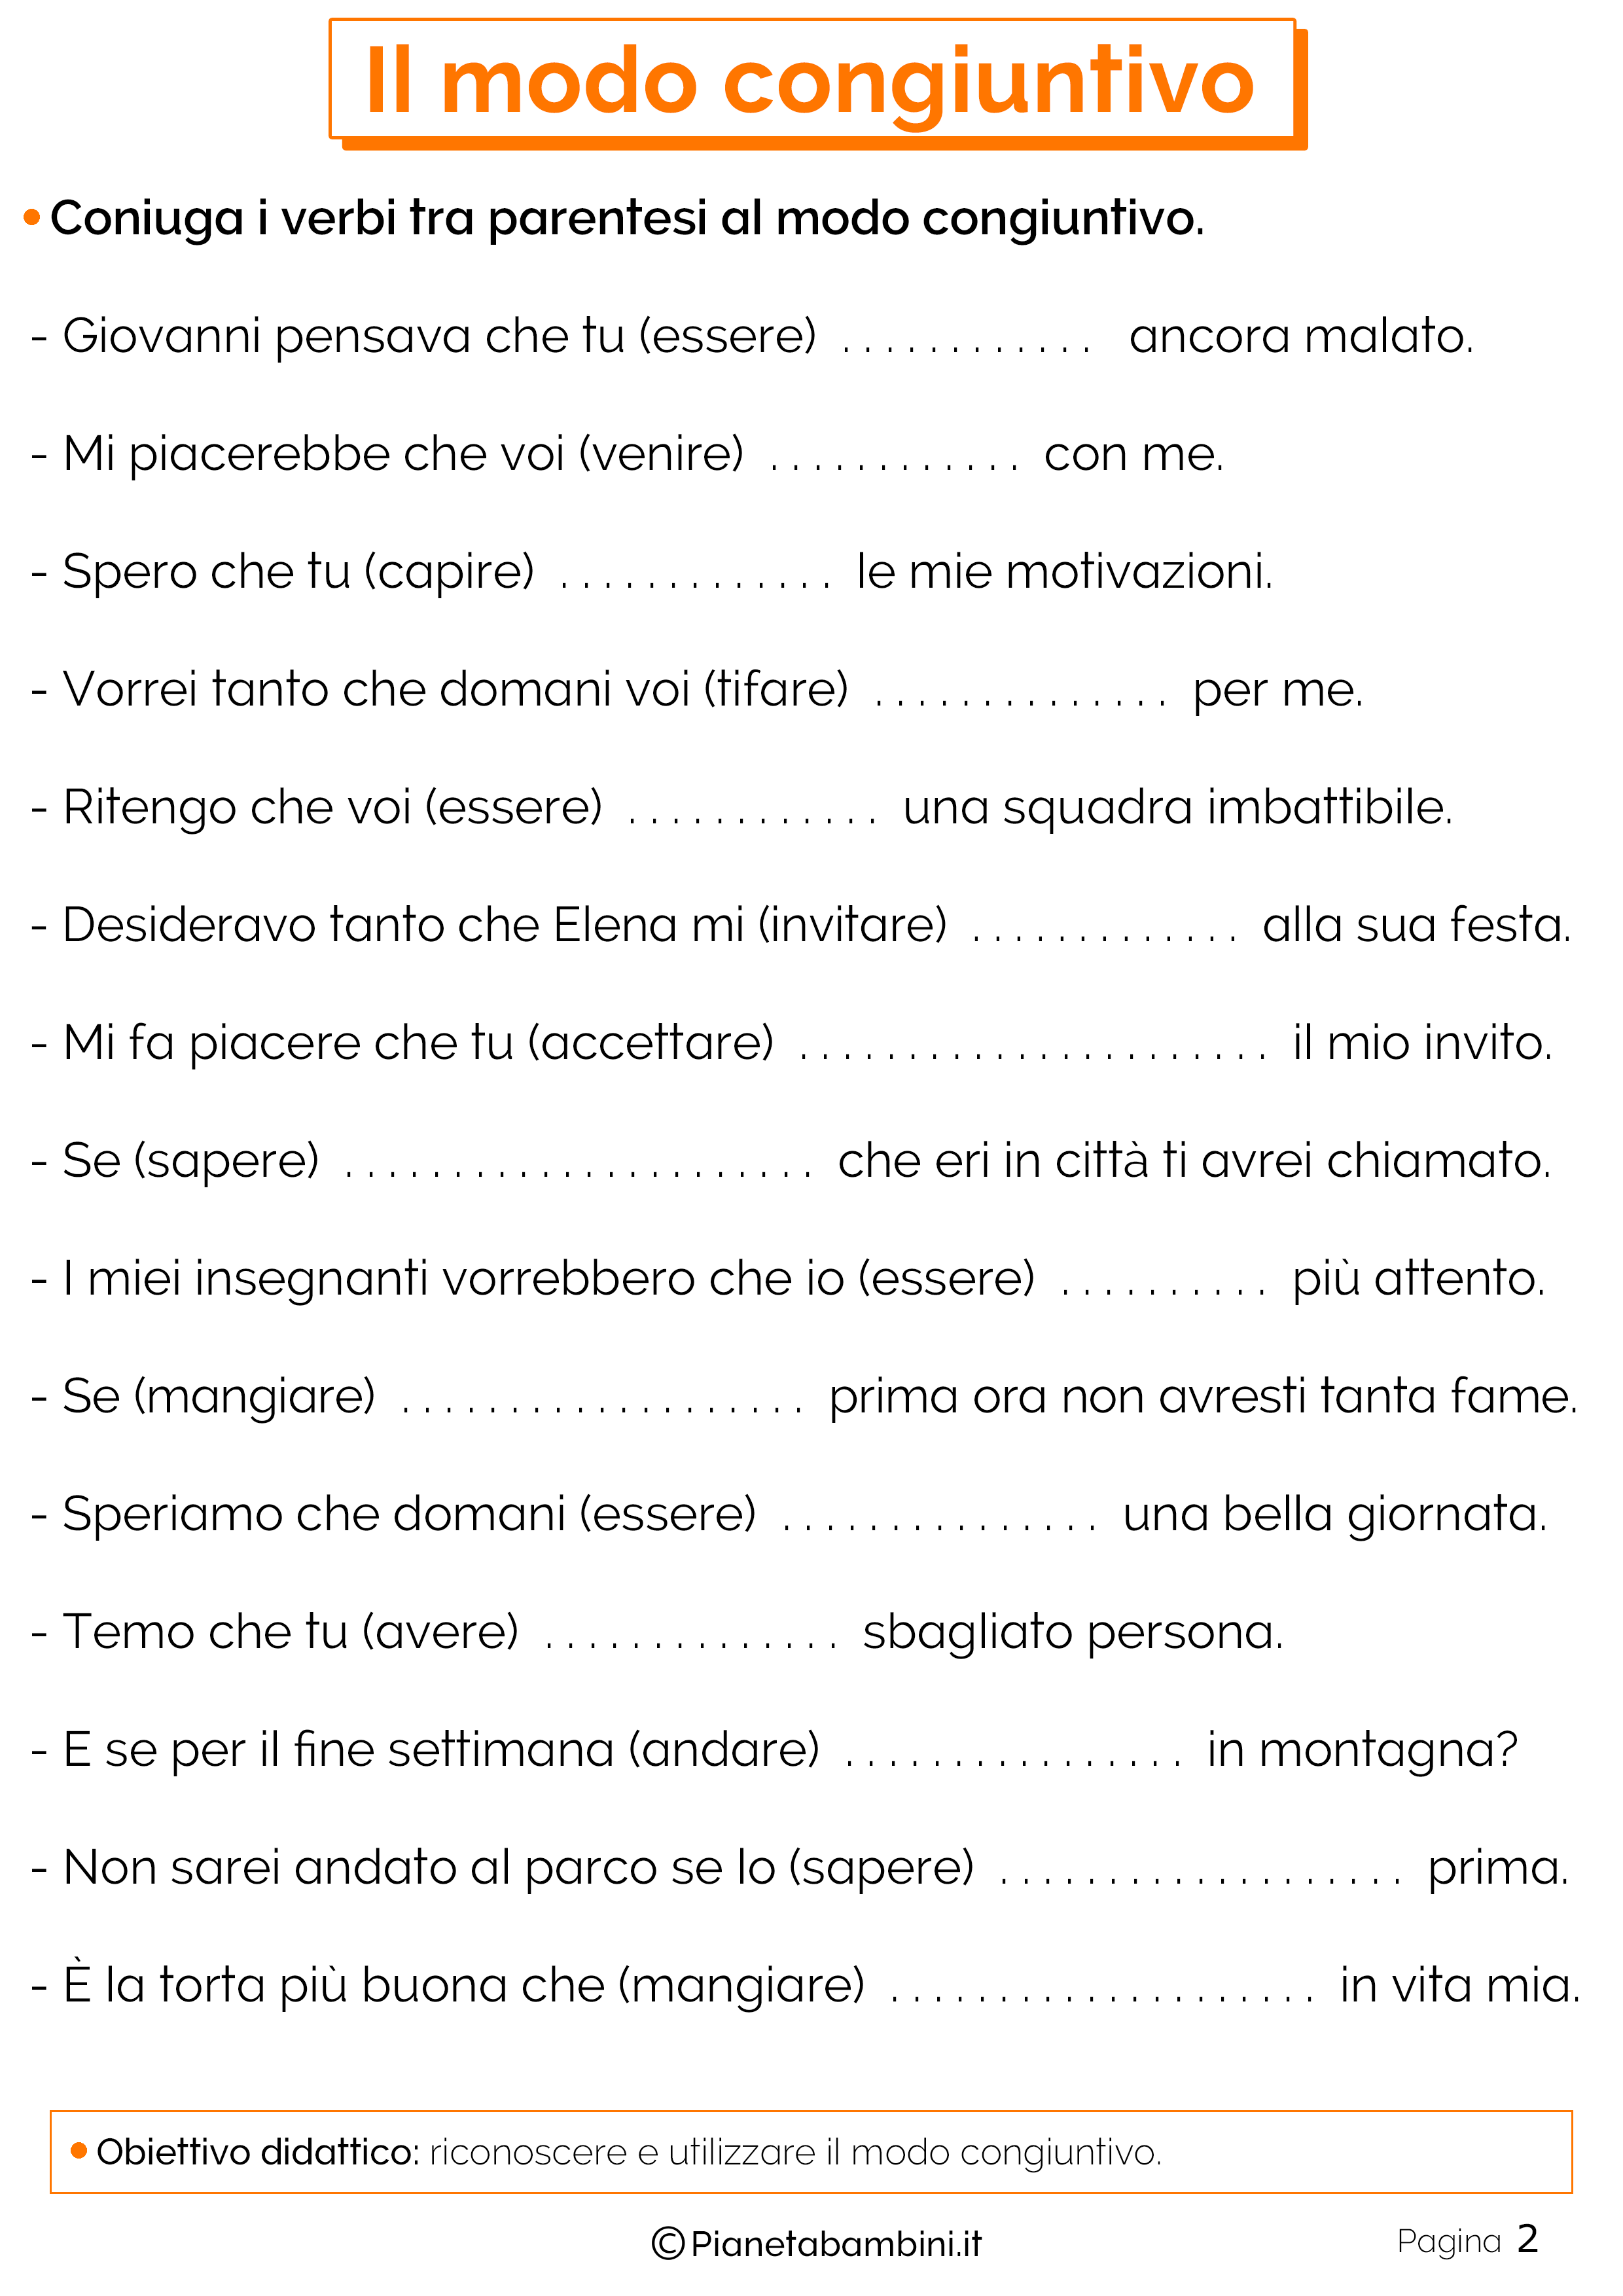 Il modo congiuntivo
• Coniuga i verbi tra parentesi al modo congiuntivo.
- Giovanni pensava che tu (essere) . . . . . . . . . . . . ancora malato.
- Mi piacerebbe che voi (venire) . . . . . . . . . . . . con me.
- Spero che tu (capire) . . . . . . . . . . . . . le mie motivazioni.
- Vorrei tanto che domani voi (tifare) . . . . . . . . . . . . . . per me.
- Ritengo che voi (essere) . . . . . . . . . . . . una squadra imbattibile.
- Desideravo tanto che Elena mi (invitare) . . . . . . . . . . . . . alla sua festa.
- Mi fa piacere che tu (accettare) . . . . . . . . . . . . . . . . . . . . . . il mio invito.
- Se (sapere) . . . . . . . . . . . . . . . . . . . . . . che eri in città ti avrei chiamato.
- I miei insegnanti vorrebbero che io (essere) . . . . . . . . . . più attento.
- Se (mangiare) . . . . . . . . . . . . . . . . . . . prima ora non avresti tanta fame.
- Speriamo che domani (essere) . . . . . . . . . . . . . . . una bella giornata.
- Temo che tu (avere) . . . . . . . . . . . . . . sbagliato persona.
- E se per il fine settimana (andare) . . . . . . . . . . . . . . . . in montagna?
- Non sarei andato al parco se lo (sapere) . . . . . . . . . . . . . . . . . . . prima.
- È la torta più buona che (mangiare) . . . . . . . . . . . . . . . . . . . . in vita mia.
• Obiettivo didattico: riconoscere e utilizzare il modo congiuntivo.
© Pianetabambini.it
Pagina 2